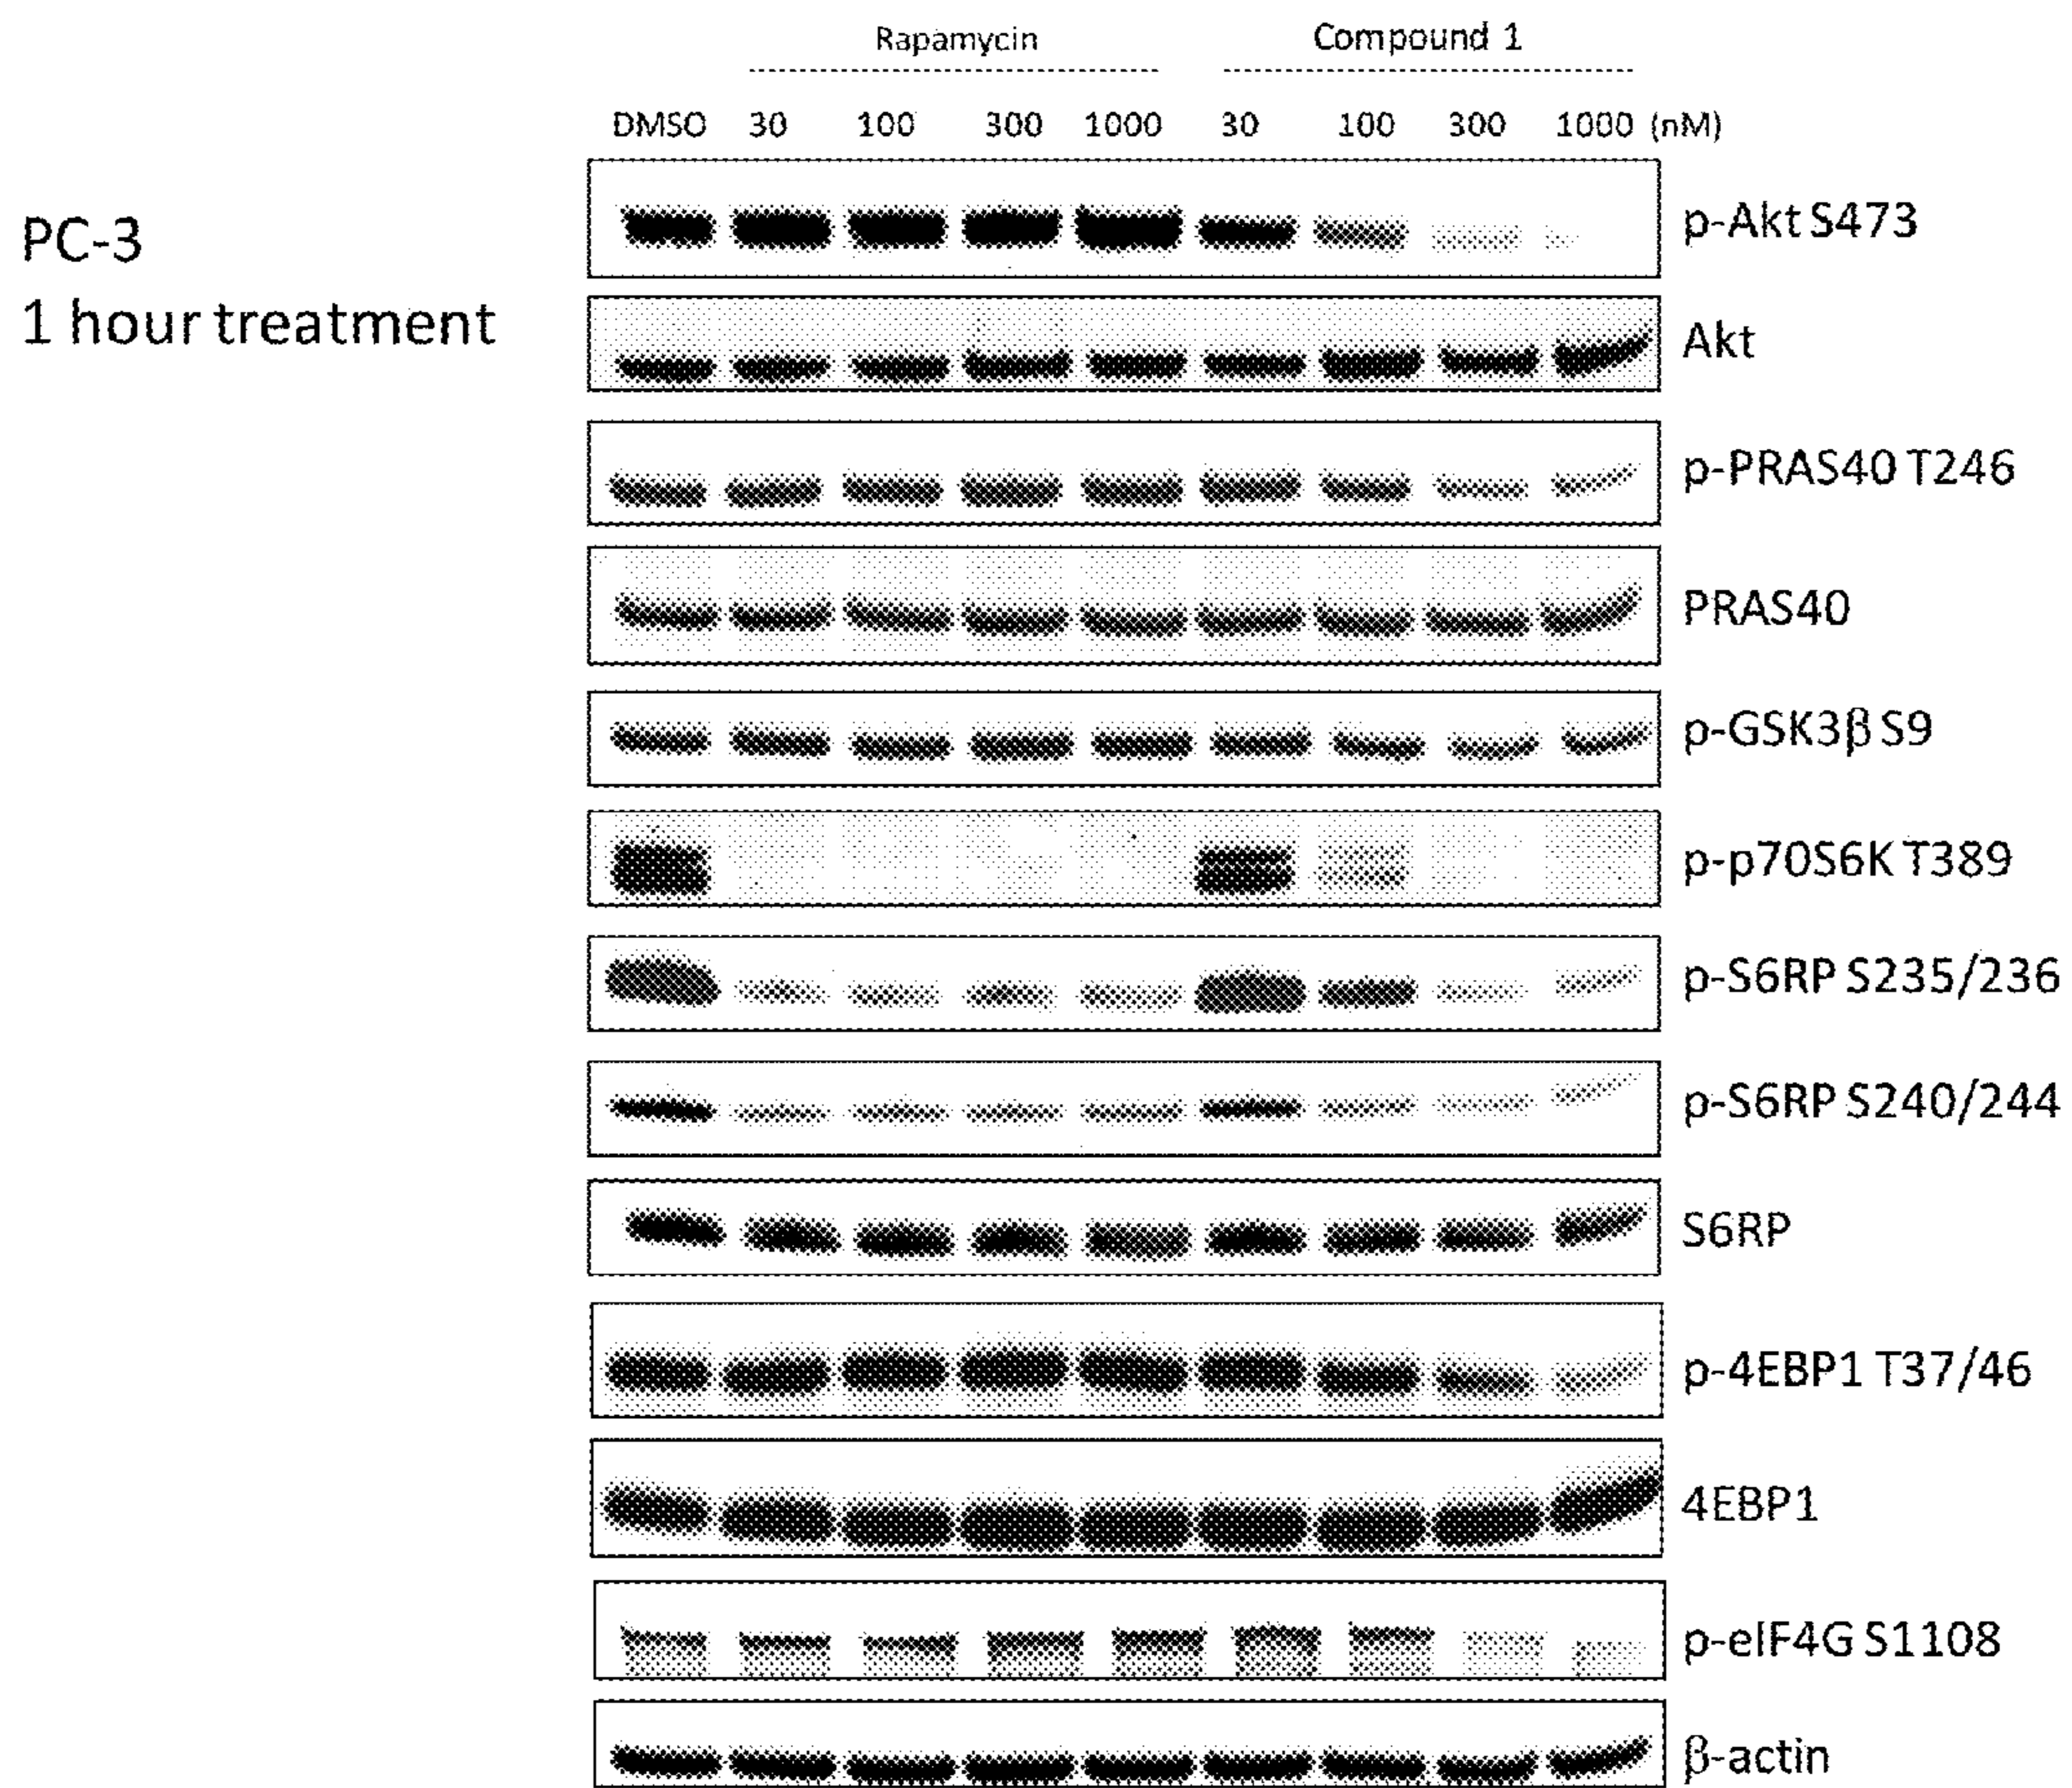 Rapamycin Compound 1
DMSO 30 100 300 1000 30 100 300 1000 (nM)
PC-3
1 hour treatment
p-Akt S473
Akt
p-PRAS40 T246
PRAS40
p-GSK3β S9
p-p70S6K T389
p-S6RP S235/236
p-S6RP S240/244
S6RP
p-4EBP1 T37/46
4EBP1
p-eIF4G S1108
β-actin